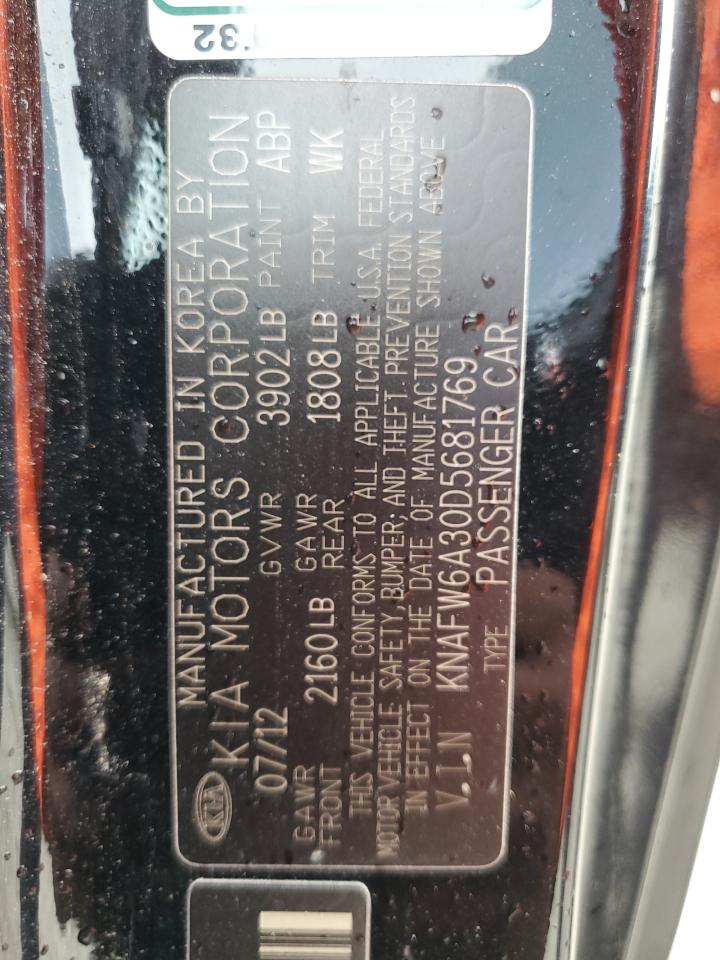 MANUFACTURED IN KOREA BY
KIA KIA MOTORS CORPORATION
07/12 GVWR 3902LB PAINT ABP
GAWR FRONT 2160LB GAWR REAR 1808LB TRIM WK
THIS VEHICLE CONFORMS TO ALL APPLICABLE U.S.A. FEDERAL
MOTOR VEHICLE SAFETY, BUMPER, AND THEFT PREVENTION STANDARDS
IN EFFECT ON THE DATE OF MANUFACTURE SHOWN ABOVE
V.I.N KNAFW6A30D5681769
TYPE PASSENGER CAR